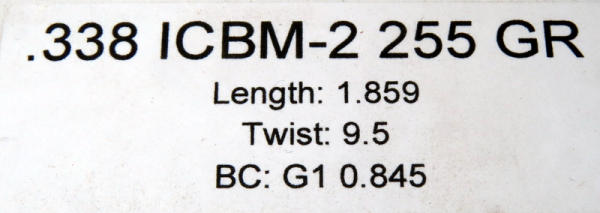 .338 ICBM-2 255 GR
Length: 1.859
Twist: 9.5
BC: G1 0.845